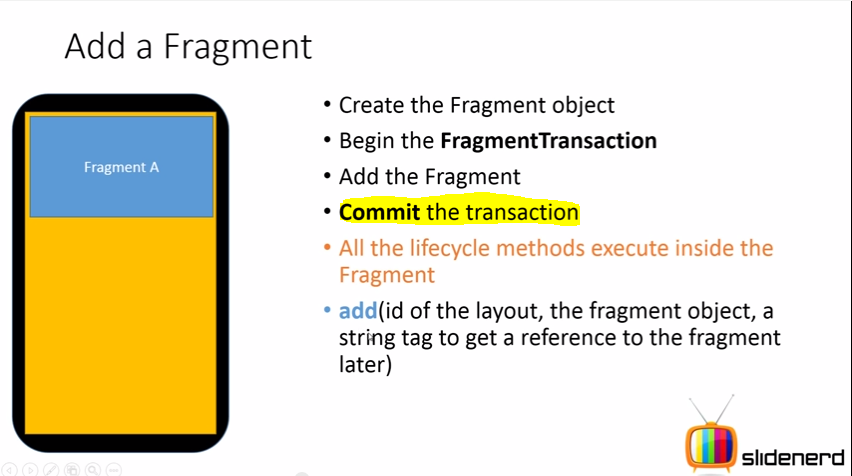 Add a Fragment
Fragment A
• Create the Fragment object
• Begin the FragmentTransaction
• Add the Fragment
• Commit the transaction
• All the lifecycle methods execute inside the
Fragment
• add(id of the layout, the fragment object, a
string tag to get a reference to the fragment
later)
slidenerd